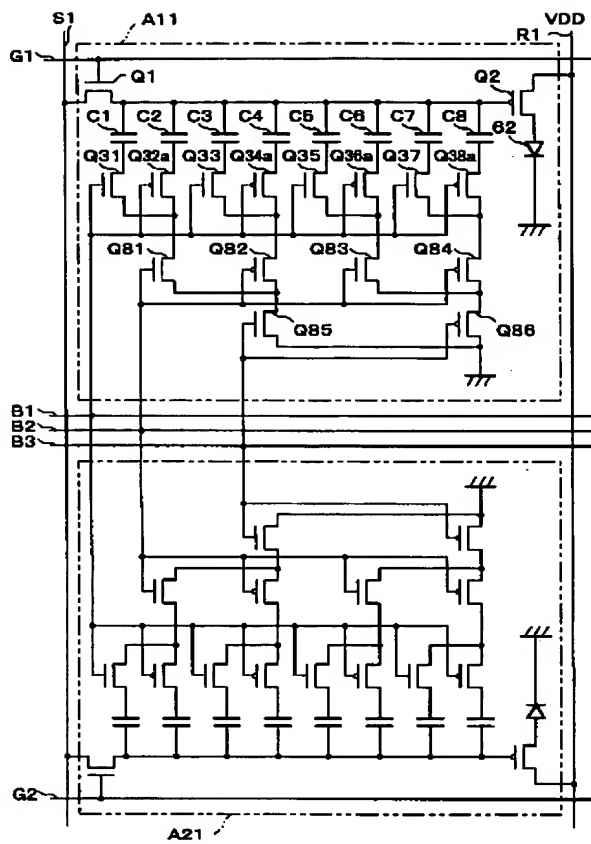 S1 A11 R1 VDD
G1
Q1 Q2
C1 C2 C3 C4 C5 C6 C7 C8 62
Q31 Q32a Q33 Q34a Q35 Q36a Q37 Q38a
Q81 Q82 Q83 Q84
Q85 Q86
B1
B2
B3
G2
A21